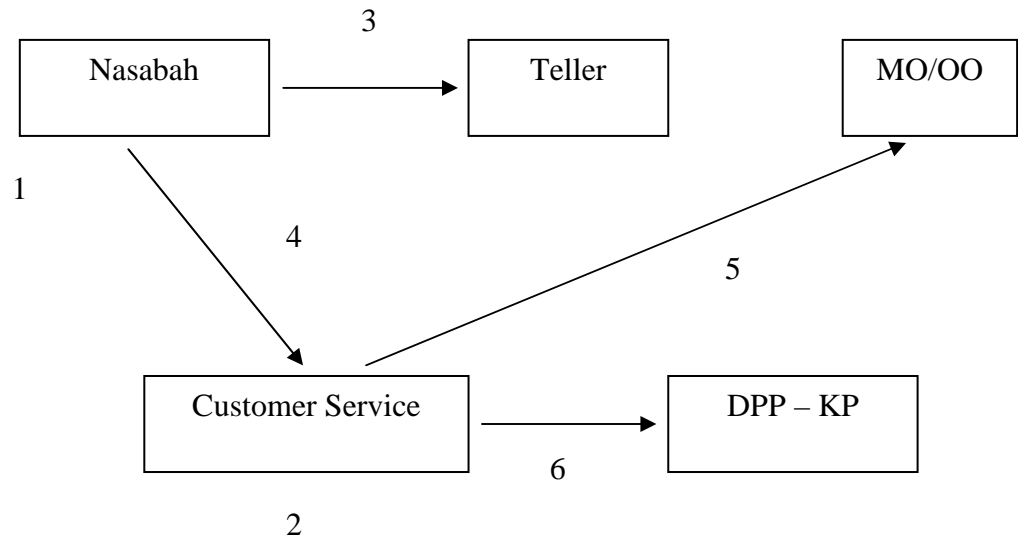 3
Nasabah
Teller
MO/OO
1
4
5
Customer Service
DPP – KP
6
2